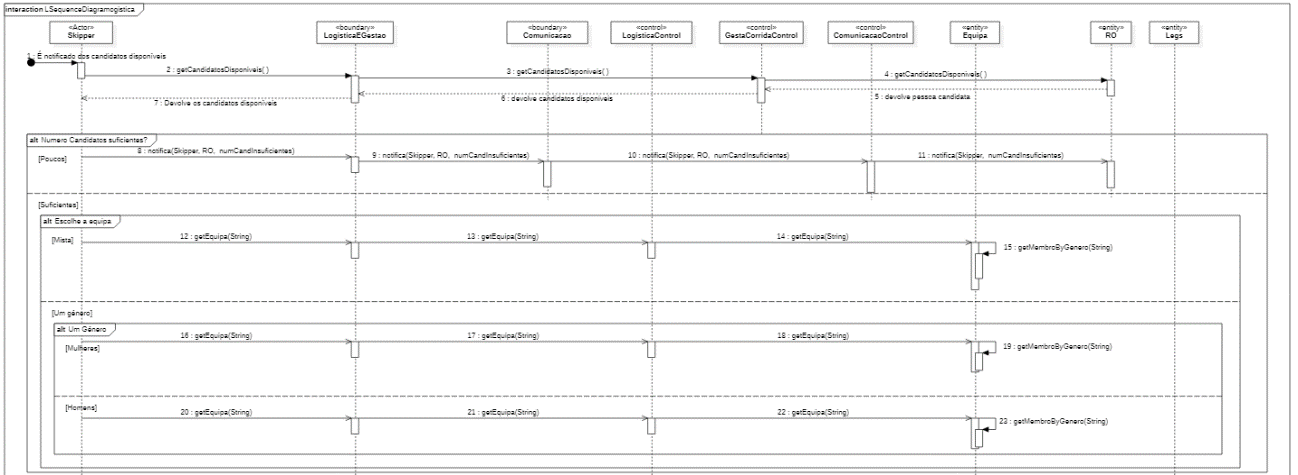 interaction LSequenceDiagramogistica
«Actor»
Skipper
«boundary»
LogisticaEGestao
«boundary»
Comunicacao
«control»
LogisticaControl
«control»
GestaCorridaControl
«control»
ComunicacaoControl
«entity»
Equipa
«entity»
RO
«entity»
Legs
1 : É notificado dos candidatos disponíveis
2 : getCandidatosDisponiveis( )
3 : getCandidatosDisponiveis( )
4 : getCandidatosDisponiveis( )
5 : devolve pessoa candidata
6 : devolve candidatos disponíveis
7 : Devolve os candidatos disponíveis
alt Numero Candidatos suficientes?
[Poucos]
8 : notifica(Skipper, RO, numCandInsuficientes)
9 : notifica(Skipper, RO, numCandInsuficientes)
10 : notifica(Skipper, RO, numCandInsuficientes)
11 : notifica(Skipper, numCandInsuficientes)
[Suficientes]
alt Escolhe a equipa
[Mista]
12 : getEquipa(String)
13 : getEquipa(String)
14 : getEquipa(String)
15 : getMembroByGenero(String)
[Um género]
alt Um Género
[Mulheres]
16 : getEquipa(String)
17 : getEquipa(String)
18 : getEquipa(String)
19 : getMembroByGenero(String)
[Homens]
20 : getEquipa(String)
21 : getEquipa(String)
22 : getEquipa(String)
23 : getMembroByGenero(String)